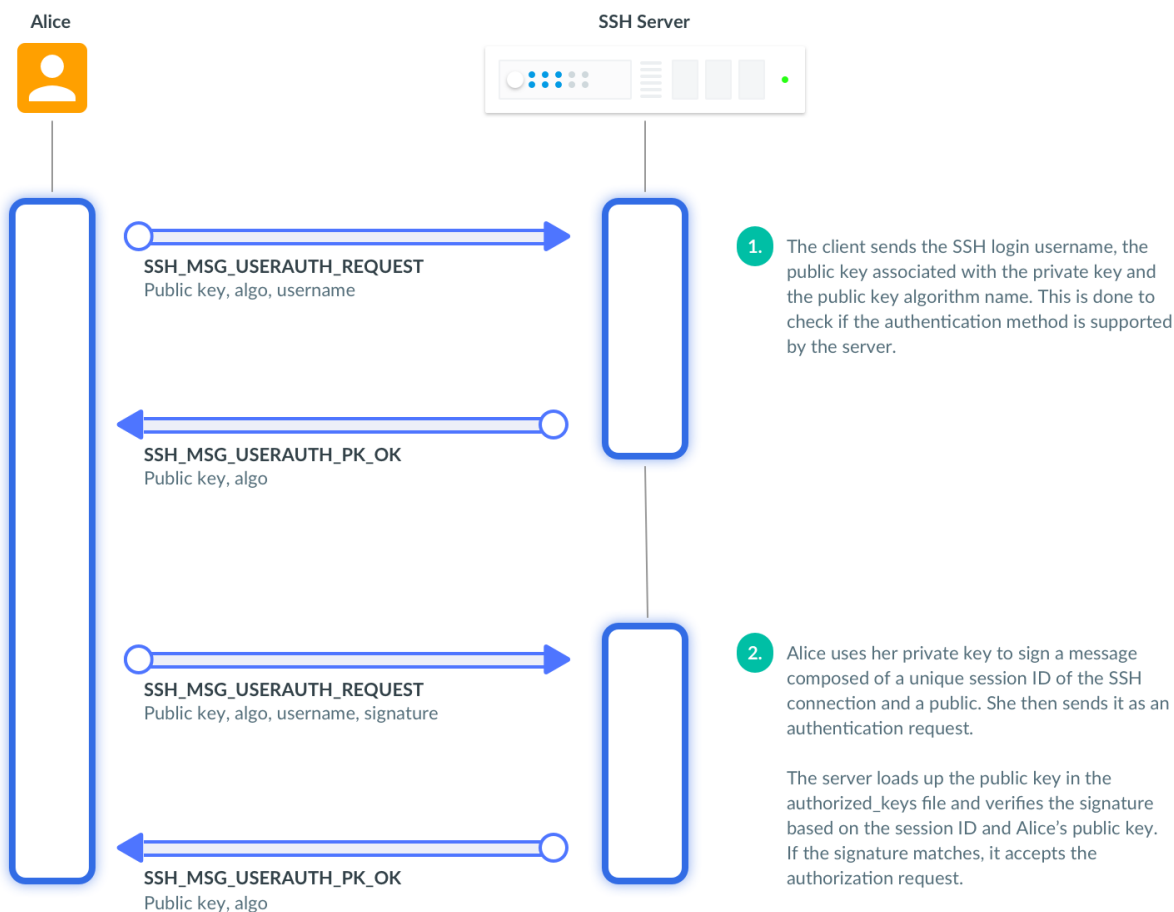 Alice
SSH Server
SSH_MSG_USERAUTH_REQUEST
Public key, algo, username
1.
The client sends the SSH login username, the
public key associated with the private key and
the public key algorithm name. This is done to
check if the authentication method is supported
by the server.
SSH_MSG_USERAUTH_PK_OK
Public key, algo
SSH_MSG_USERAUTH_REQUEST
Public key, algo, username, signature
2.
Alice uses her private key to sign a message
composed of a unique session ID of the SSH
connection and a public. She then sends it as an
authentication request.
The server loads up the public key in the
authorized_keys file and verifies the signature
based on the session ID and Alice's public key.
If the signature matches, it accepts the
authorization request.
SSH_MSG_USERAUTH_PK_OK
Public key, algo